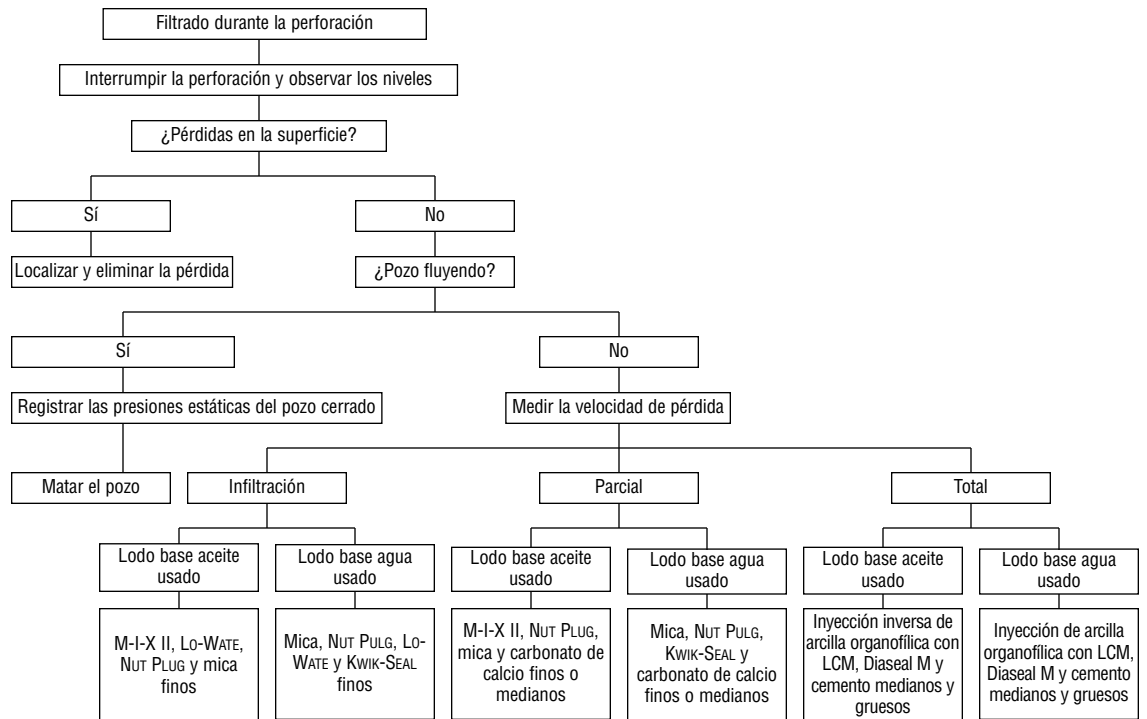 Filtrado durante la perforación
Interrumpir la perforación y observar los niveles
¿Pérdidas en la superficie?
Sí
No
Localizar y eliminar la pérdida
¿Pozo fluyendo?
Sí
No
Registrar las presiones estáticas del pozo cerrado
Medir la velocidad de pérdida
Matar el pozo
Infiltración
Parcial
Total
Lodo base aceite
usado
Lodo base agua
usado
Lodo base aceite
usado
Lodo base agua
usado
Lodo base aceite
usado
Lodo base agua
usado
M-I-X II, LO-WATE,
NUT PLUG y mica
finos
Mica, NUT PULG, LO-
WATE y KWIK-SEAL
finos
M-I-X II, NUT PLUG,
mica y carbonato de
calcio finos o
medianos
Mica, NUT PULG,
KWIK-SEAL y
carbonato de calcio
finos o medianos
Inyección inversa de
arcilla organofílica con
LCM, Diaseal M y
cemento medianos y
gruesos
Inyección de arcilla
organofílica con LCM,
Diaseal M y cemento
medianos y gruesos